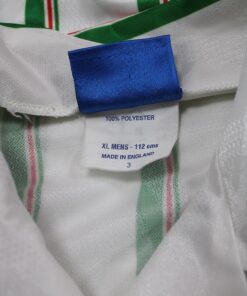 100% POLYESTER
XL MENS - 112 cms
MADE IN ENGLAND
3